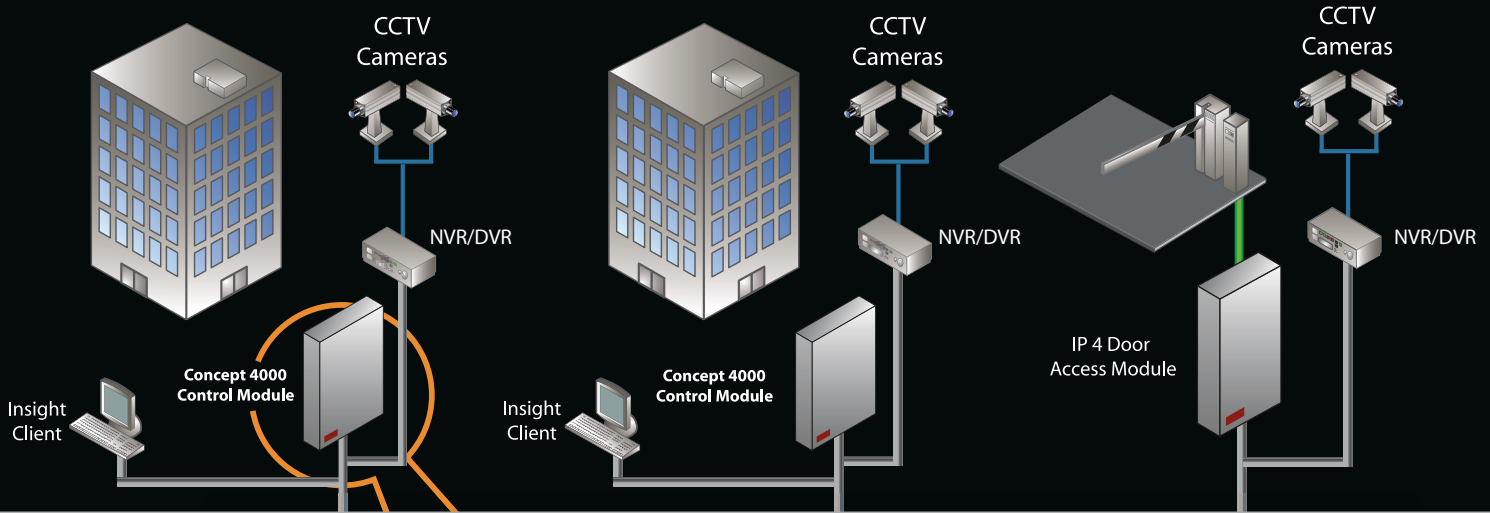 CCTV
Cameras
NVR/DVR
Concept 4000
Control Module
Insight
Client
CCTV
Cameras
NVR/DVR
Concept 4000
Control Module
Insight
Client
CCTV
Cameras
NVR/DVR
IP 4 Door
Access Module